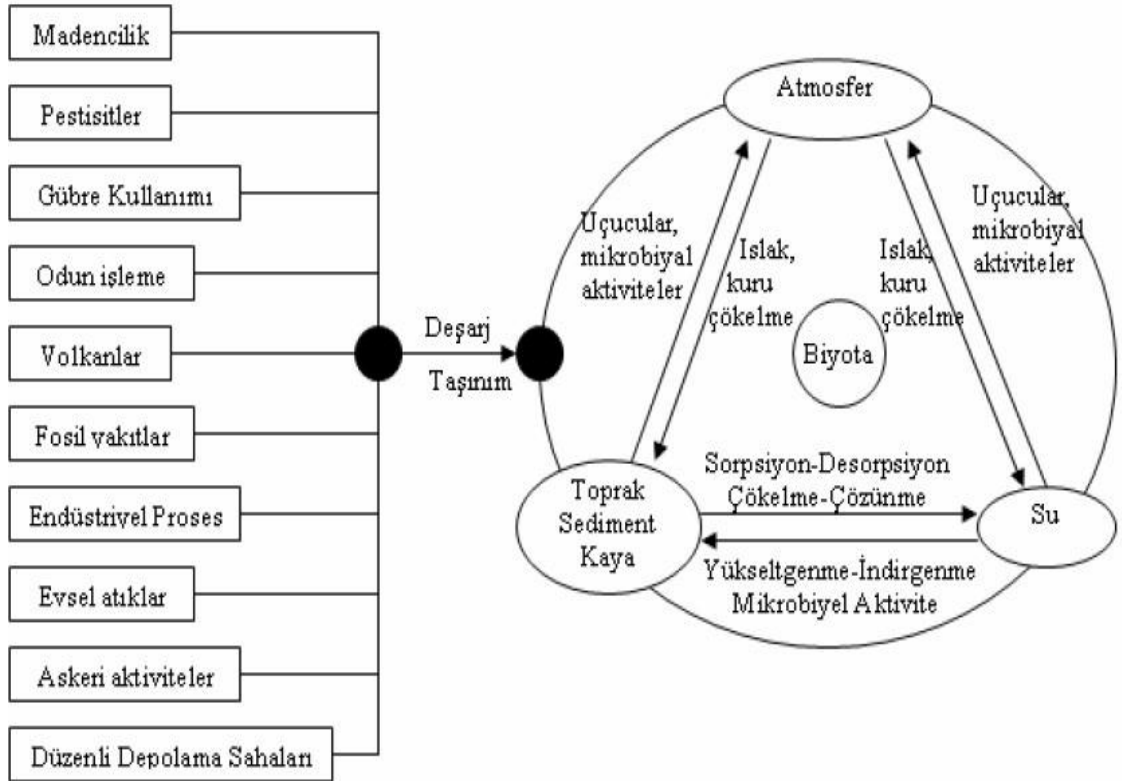 Madencilik
Pestisitler
Gübre Kullanımı
Odun işleme
Volkanlar
Fosil yakıtlar
Endüstriyel Proses
Evsel atıklar
Askeri aktiviteler
Düzenli Depolama Sahaları
Deşarj
Taşınım
Atmosfer
Uçucular,
mikrobiyal
aktiviteler
Islak,
kuru
çökelme
Islak,
kuru
çökelme
Uçucular,
mikrobiyal
aktiviteler
Biyota
Toprak
Sediment
Kaya
Sorpsiyon-Desorpsiyon
Çökelme-Çözünme
Su
Yükseltgenme-İndirgenme
Mikrobiyel Aktivite